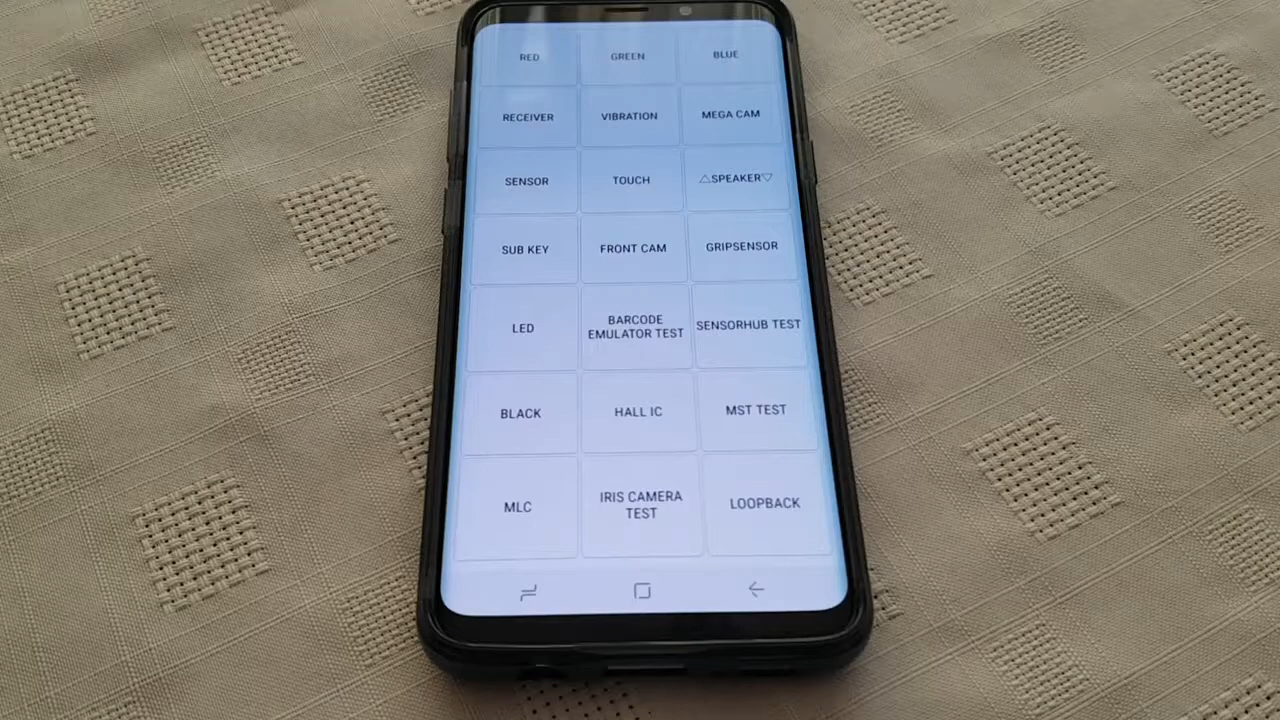 RED
GREEN
BLUE
RECEIVER
VIBRATION
MEGA CAM
SENSOR
TOUCH
△SPEAKER▽
SUB KEY
FRONT CAM
GRIPSENSOR
LED
BARCODE
EMULATOR TEST
SENSORHUB TEST
BLACK
HALL IC
MST TEST
MLC
IRIS CAMERA
TEST
LOOPBACK